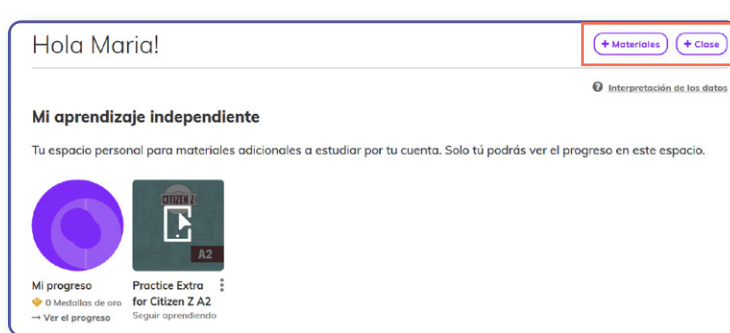 Hola Maria!
+ Materiales
+ Clase
Interpretación de los datos
Mi aprendizaje independiente
Tu espacio personal para materiales adicionales a estudiar por tu cuenta. Solo tú podrás ver el progreso en este espacio.
CITIZEN Z
A2
Mi progreso
0 Medallas de oro
→ Ver el progreso
Practice Extra
for Citizen Z A2
Seguir aprendiendo